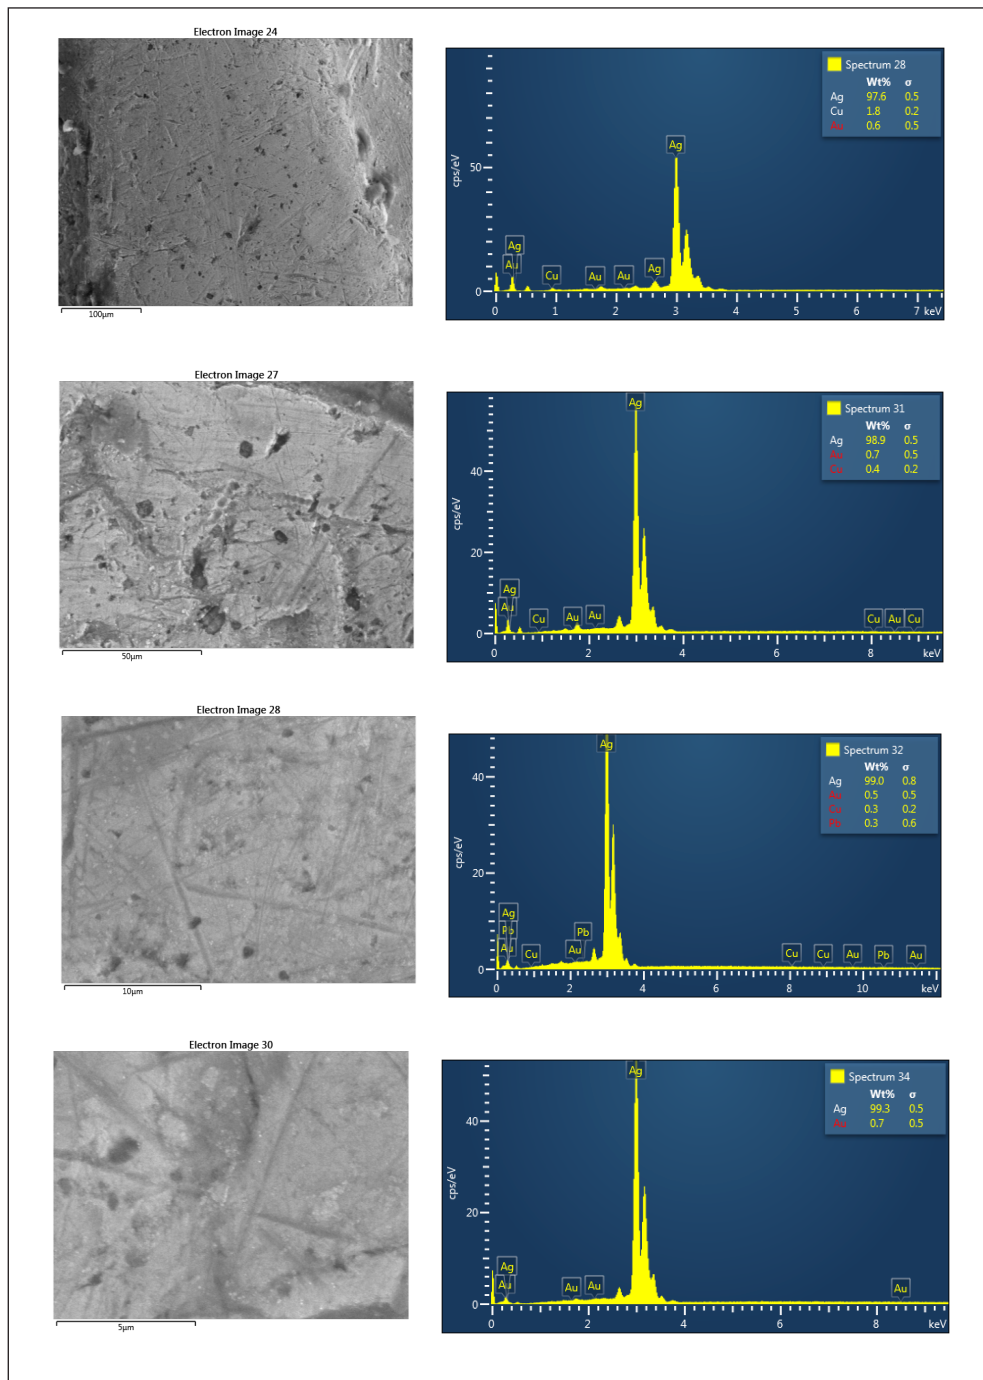 Electron Image 24
100µm
Spectrum 28
Wt% σ
Ag 97.6 0.5
Cu 1.8 0.2
Au 0.6 0.5
cps/eV
50
0
Ag
Ag
Au
Cu
Au
Au
Ag
0 1 2 3 4 5 6 7 keV
Electron Image 27
50µm
Spectrum 31
Wt% σ
Ag 98.9 0.5
Au 0.7 0.5
Cu 0.4 0.2
cps/eV
40
20
0
Ag
Ag
Au
Cu
Au
Au
Cu
Au
Cu
0 2 4 6 8 keV
Electron Image 28
10µm
Spectrum 32
Wt% σ
Ag 99.0 0.8
Au 0.5 0.5
Cu 0.3 0.2
Pb 0.3 0.6
cps/eV
40
20
0
Ag
Ag
Pb
Au
Cu
Au
Pb
Cu
Cu
Au
Pb
Au
0 2 4 6 8 10 keV
Electron Image 30
5µm
Spectrum 34
Wt% σ
Ag 99.3 0.5
Au 0.7 0.5
cps/eV
40
20
0
Ag
Ag
Au
Au
Au
Au
0 2 4 6 8 keV